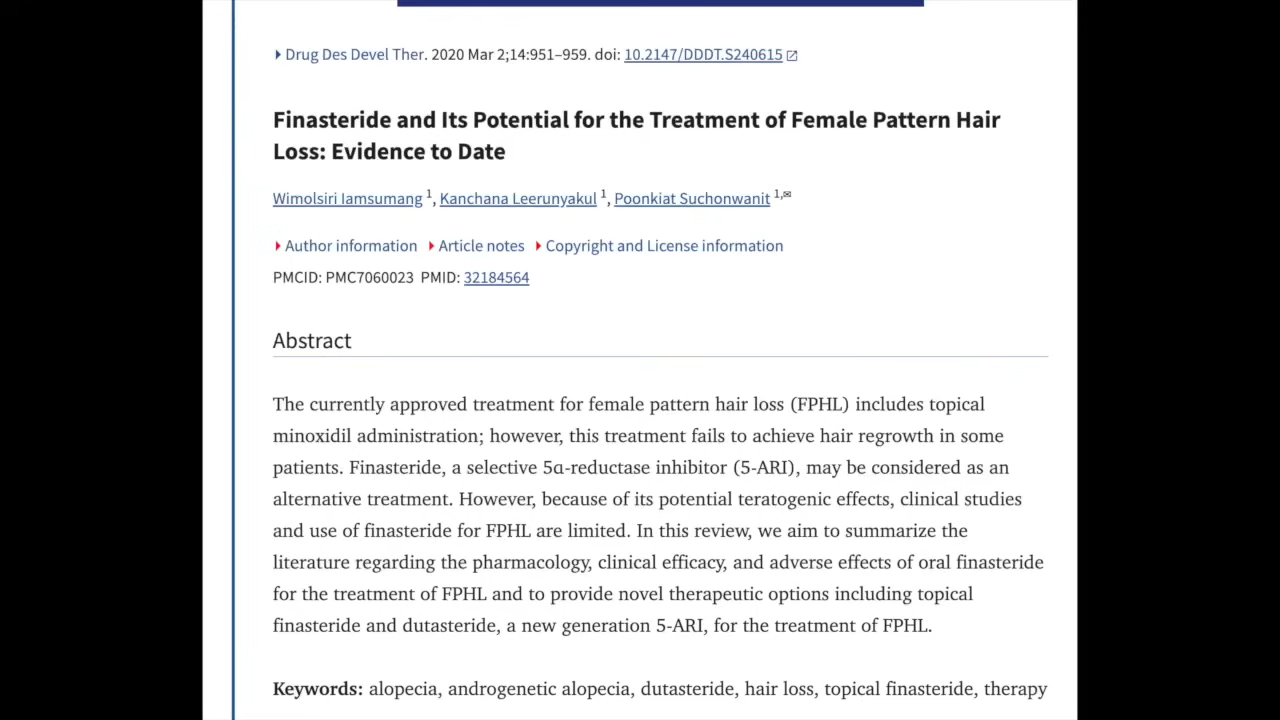 Drug Des Devel Ther. 2020 Mar 2;14:951–959. doi: 10.2147/DDDT.S240615
Finasteride and Its Potential for the Treatment of Female Pattern Hair
Loss: Evidence to Date
Wimolsiri Iamsumang 1, Kanchana Leerunyakul 1, Poonkiat Suchonwanit 1,✉
Author information Article notes Copyright and License information
PMCID: PMC7060023 PMID: 32184564
Abstract
The currently approved treatment for female pattern hair loss (FPHL) includes topical
minoxidil administration; however, this treatment fails to achieve hair regrowth in some
patients. Finasteride, a selective 5α-reductase inhibitor (5-ARI), may be considered as an
alternative treatment. However, because of its potential teratogenic effects, clinical studies
and use of finasteride for FPHL are limited. In this review, we aim to summarize the
literature regarding the pharmacology, clinical efficacy, and adverse effects of oral finasteride
for the treatment of FPHL and to provide novel therapeutic options including topical
finasteride and dutasteride, a new generation 5-ARI, for the treatment of FPHL.
Keywords: alopecia, androgenetic alopecia, dutasteride, hair loss, topical finasteride, therapy